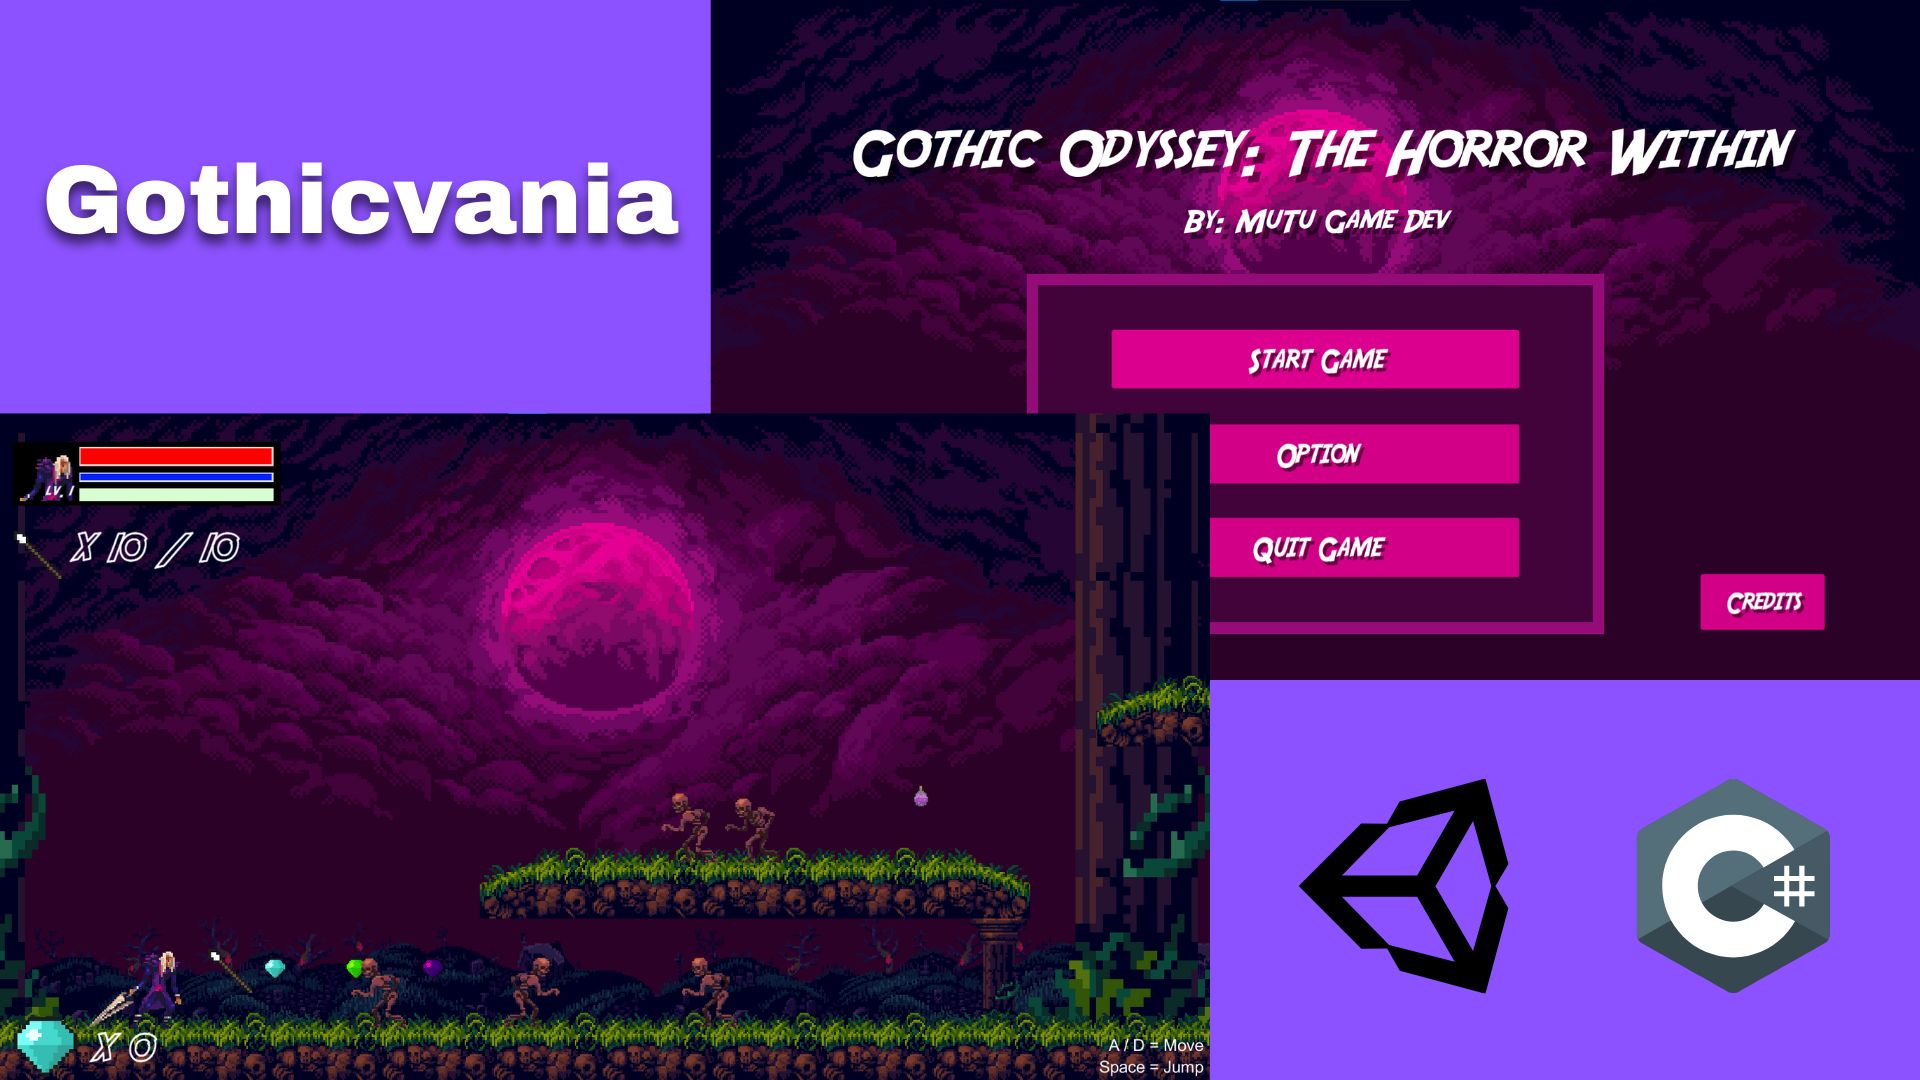 Gothicvania
Gothic Odyssey: The Horror Within
By: Mutu Game Dev
Start Game
Option
Quit Game
Credits
LV. 1
X 10 / 10
X 0
A / D = Move
Space = Jump
C#